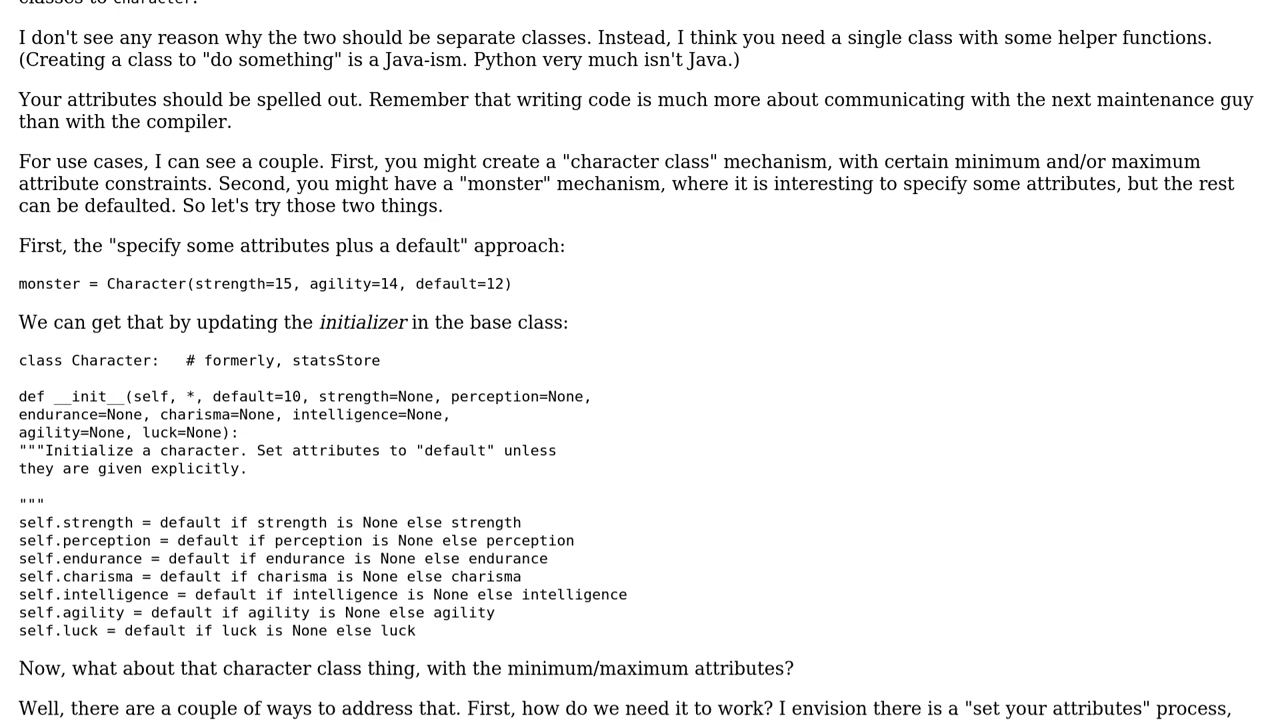 classes to character.
I don't see any reason why the two should be separate classes. Instead, I think you need a single class with some helper functions.
(Creating a class to "do something" is a Java-ism. Python very much isn't Java.)
Your attributes should be spelled out. Remember that writing code is much more about communicating with the next maintenance guy
than with the compiler.
For use cases, I can see a couple. First, you might create a "character class" mechanism, with certain minimum and/or maximum
attribute constraints. Second, you might have a "monster" mechanism, where it is interesting to specify some attributes, but the rest
can be defaulted. So let's try those two things.
First, the "specify some attributes plus a default" approach:
monster = Character(strength=15, agility=14, default=12)
We can get that by updating the initializer in the base class:
class Character:   # formerly, statsStore
def __init__(self, *, default=10, strength=None, perception=None,
endurance=None, charisma=None, intelligence=None,
agility=None, luck=None):
"""Initialize a character. Set attributes to "default" unless
they are given explicitly.
"""
self.strength = default if strength is None else strength
self.perception = default if perception is None else perception
self.endurance = default if endurance is None else endurance
self.charisma = default if charisma is None else charisma
self.intelligence = default if intelligence is None else intelligence
self.agility = default if agility is None else agility
self.luck = default if luck is None else luck
Now, what about that character class thing, with the minimum/maximum attributes?
Well, there are a couple of ways to address that. First, how do we need it to work? I envision there is a "set your attributes" process,